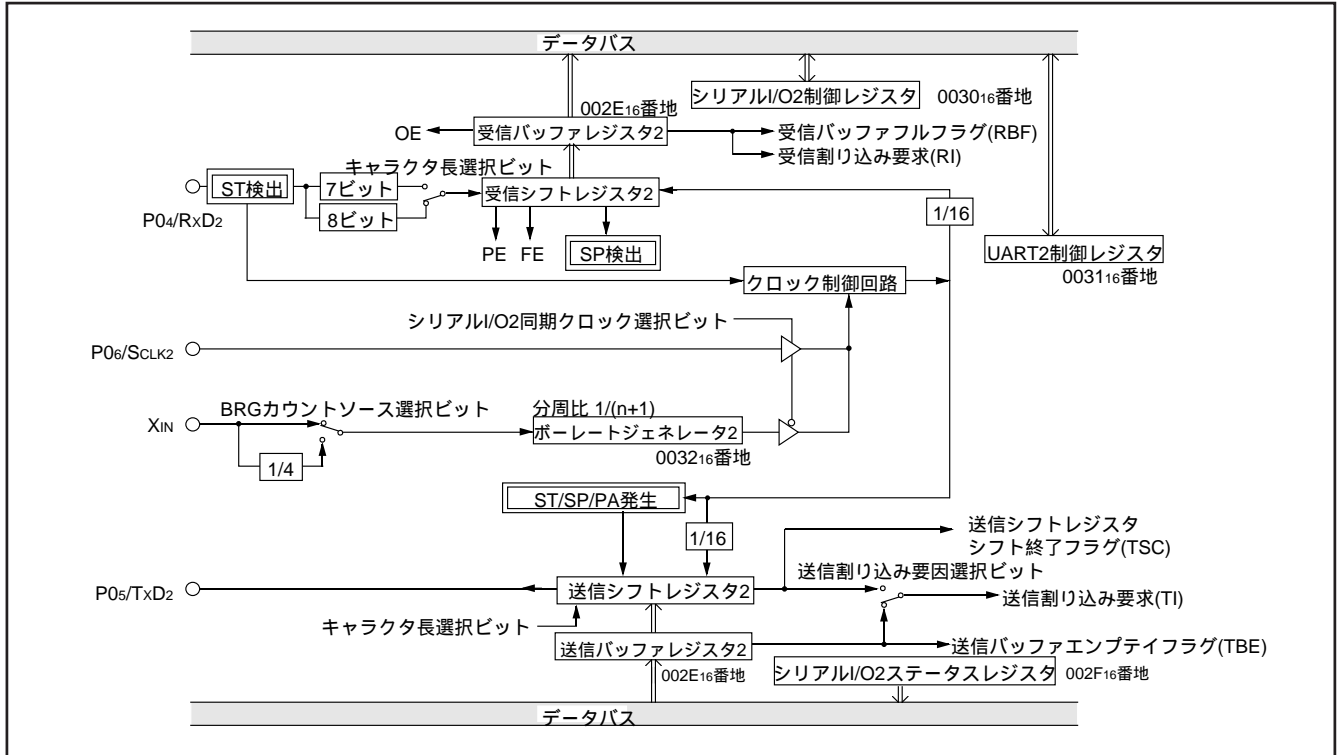 データバス
シリアルI/O2制御レジスタ 003016番地
002E16番地
OE 受信バッファレジスタ2 受信バッファフルフラグ(RBF)
受信割り込み要求(RI)
キャラクタ長選択ビット
ST検出 7ビット 受信シフトレジスタ2
8ビット 1/16
P04/RXD2
PE FE SP検出 UART2制御レジスタ
003116番地
クロック制御回路
シリアルI/O2同期クロック選択ビット
P06/SCLK2
BRGカウントソース選択ビット 分周比 1/(n+1)
XIN ボーレートジェネレータ2
003216番地
1/4
ST/SP/PA発生
1/16 送信シフトレジスタ
シフト終了フラグ(TSC)
送信割り込み要因選択ビット
P05/TXD2 送信シフトレジスタ2 送信割り込み要求(TI)
キャラクタ長選択ビット
送信バッファレジスタ2 送信バッファエンプテイフラグ(TBE)
002E16番地 シリアルI/O2ステータスレジスタ 002F16番地
データバス